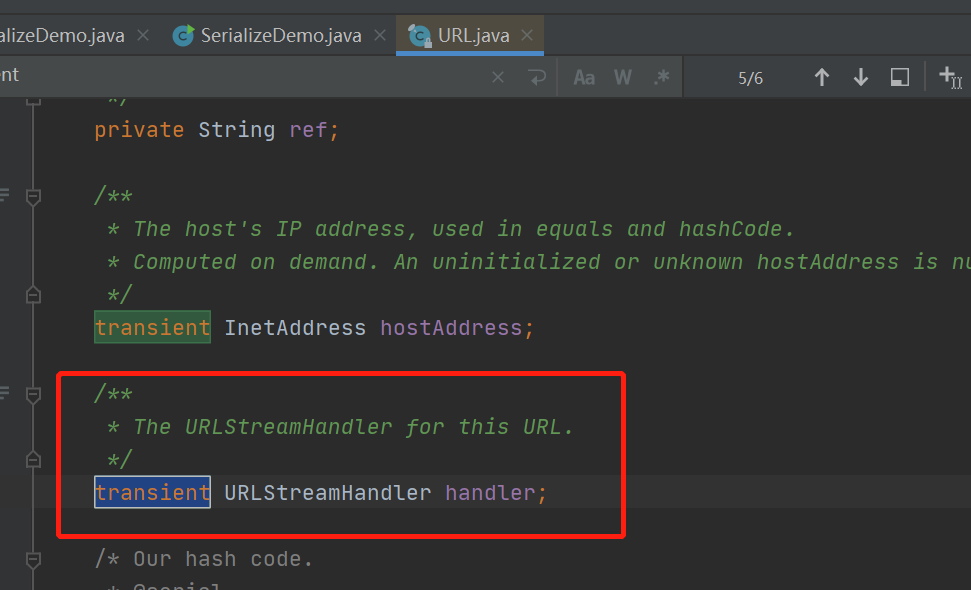 alizeDemo.java × SerializeDemo.java × URL.java ×
nt × Aa W .* 5/6
*/
private String ref;
/**
* The host's IP address, used in equals and hashCode.
* Computed on demand. An uninitialized or unknown hostAddress is nu
*/
transient InetAddress hostAddress;
/**
* The URLStreamHandler for this URL.
*/
transient URLStreamHandler handler;
/* Our hash code.
* @serial